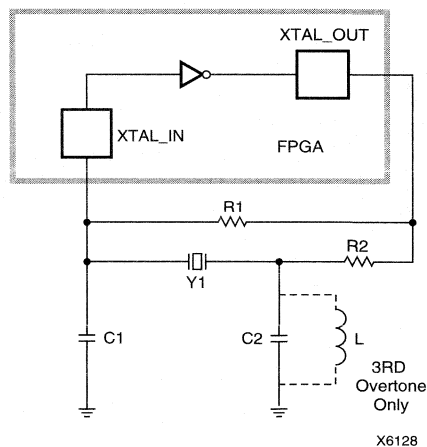 XTAL_OUT
XTAL_IN
FPGA
R1
R2
Y1
C1
C2
L
3RD
Overtone
Only
X6128